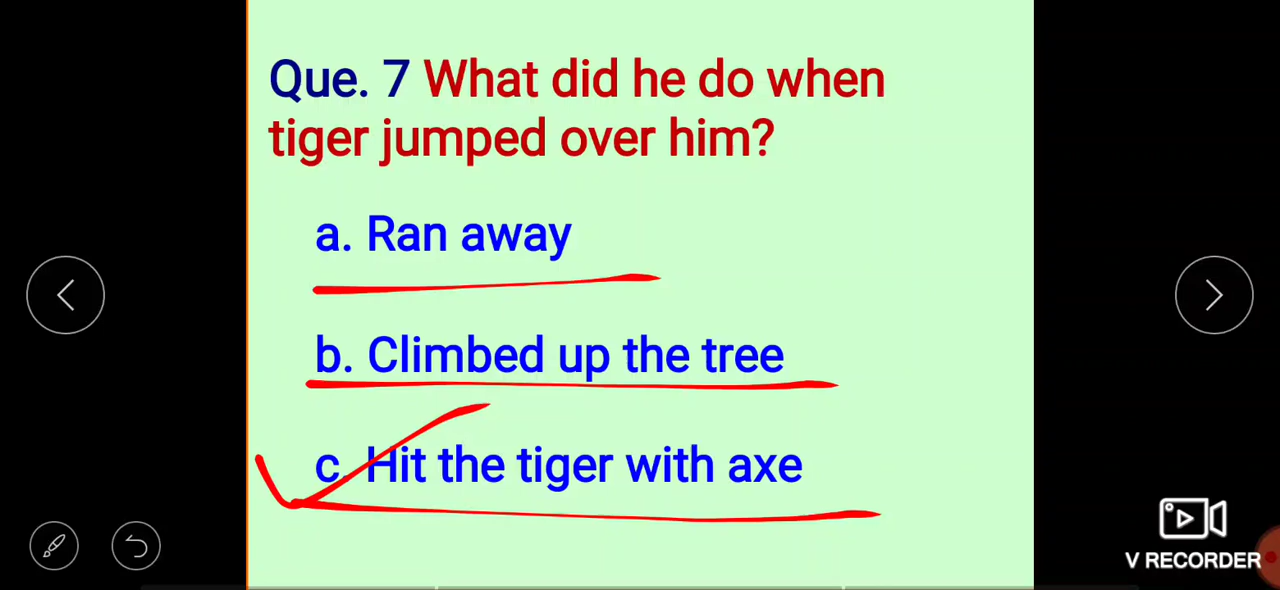 Que. 7 What did he do when
tiger jumped over him?
a. Ran away
b. Climbed up the tree
c. Hit the tiger with axe
V RECORDER